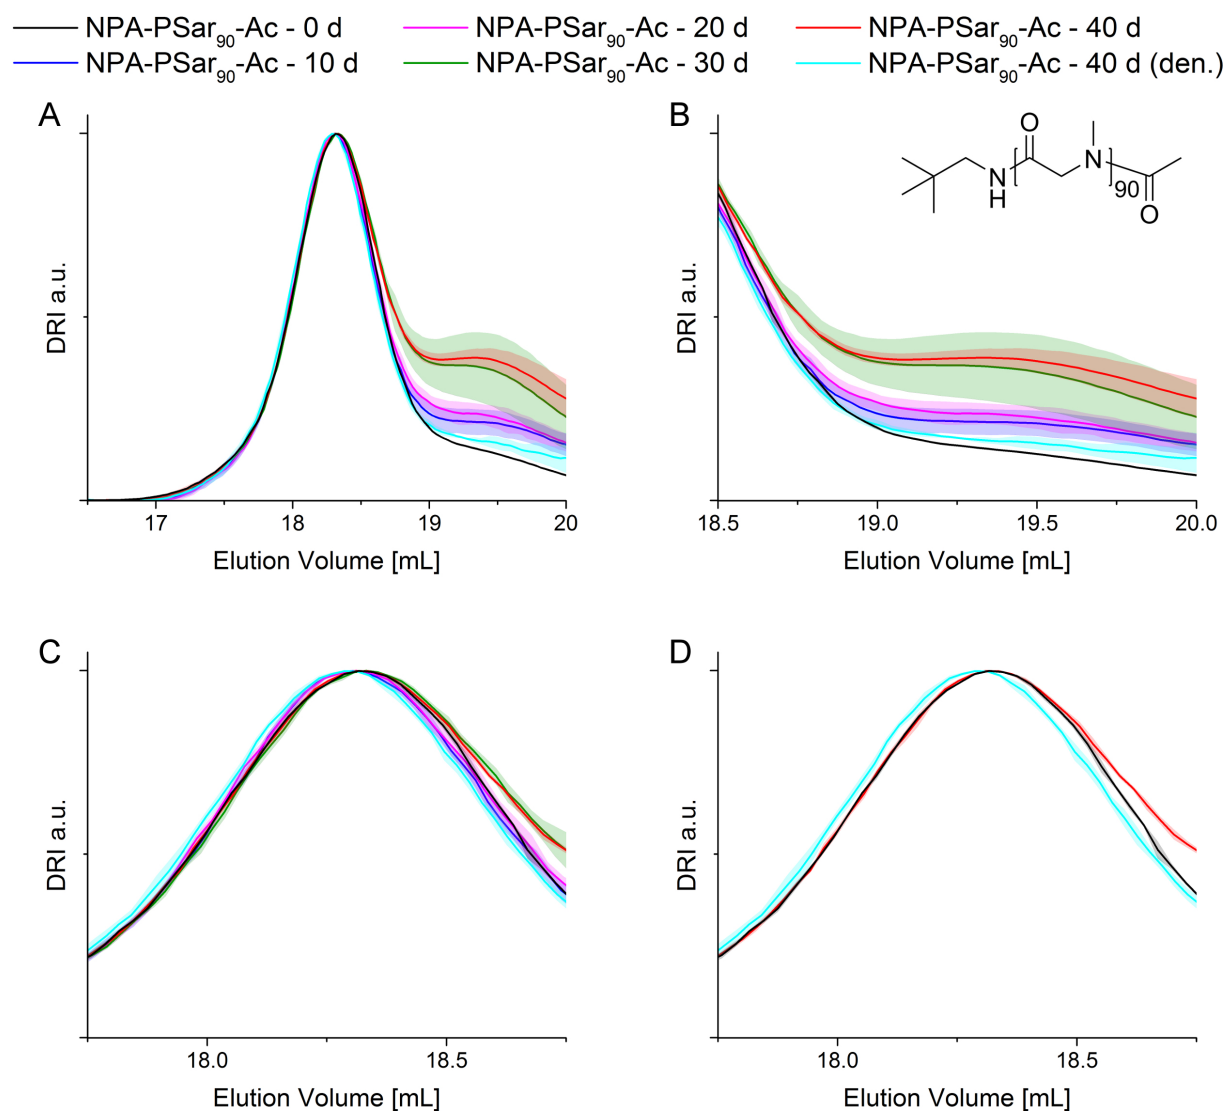 NPA-PSar90-Ac - 0 d NPA-PSar90-Ac - 20 d NPA-PSar90-Ac - 40 d
NPA-PSar90-Ac - 10 d NPA-PSar90-Ac - 30 d NPA-PSar90-Ac - 40 d (den.)
A
DRI a.u.
17 18 19 20
Elution Volume [mL]
B
O
N
H
N
90
O
DRI a.u.
18.5 19.0 19.5 20.0
Elution Volume [mL]
C
DRI a.u.
18.0 18.5
Elution Volume [mL]
D
DRI a.u.
18.0 18.5
Elution Volume [mL]